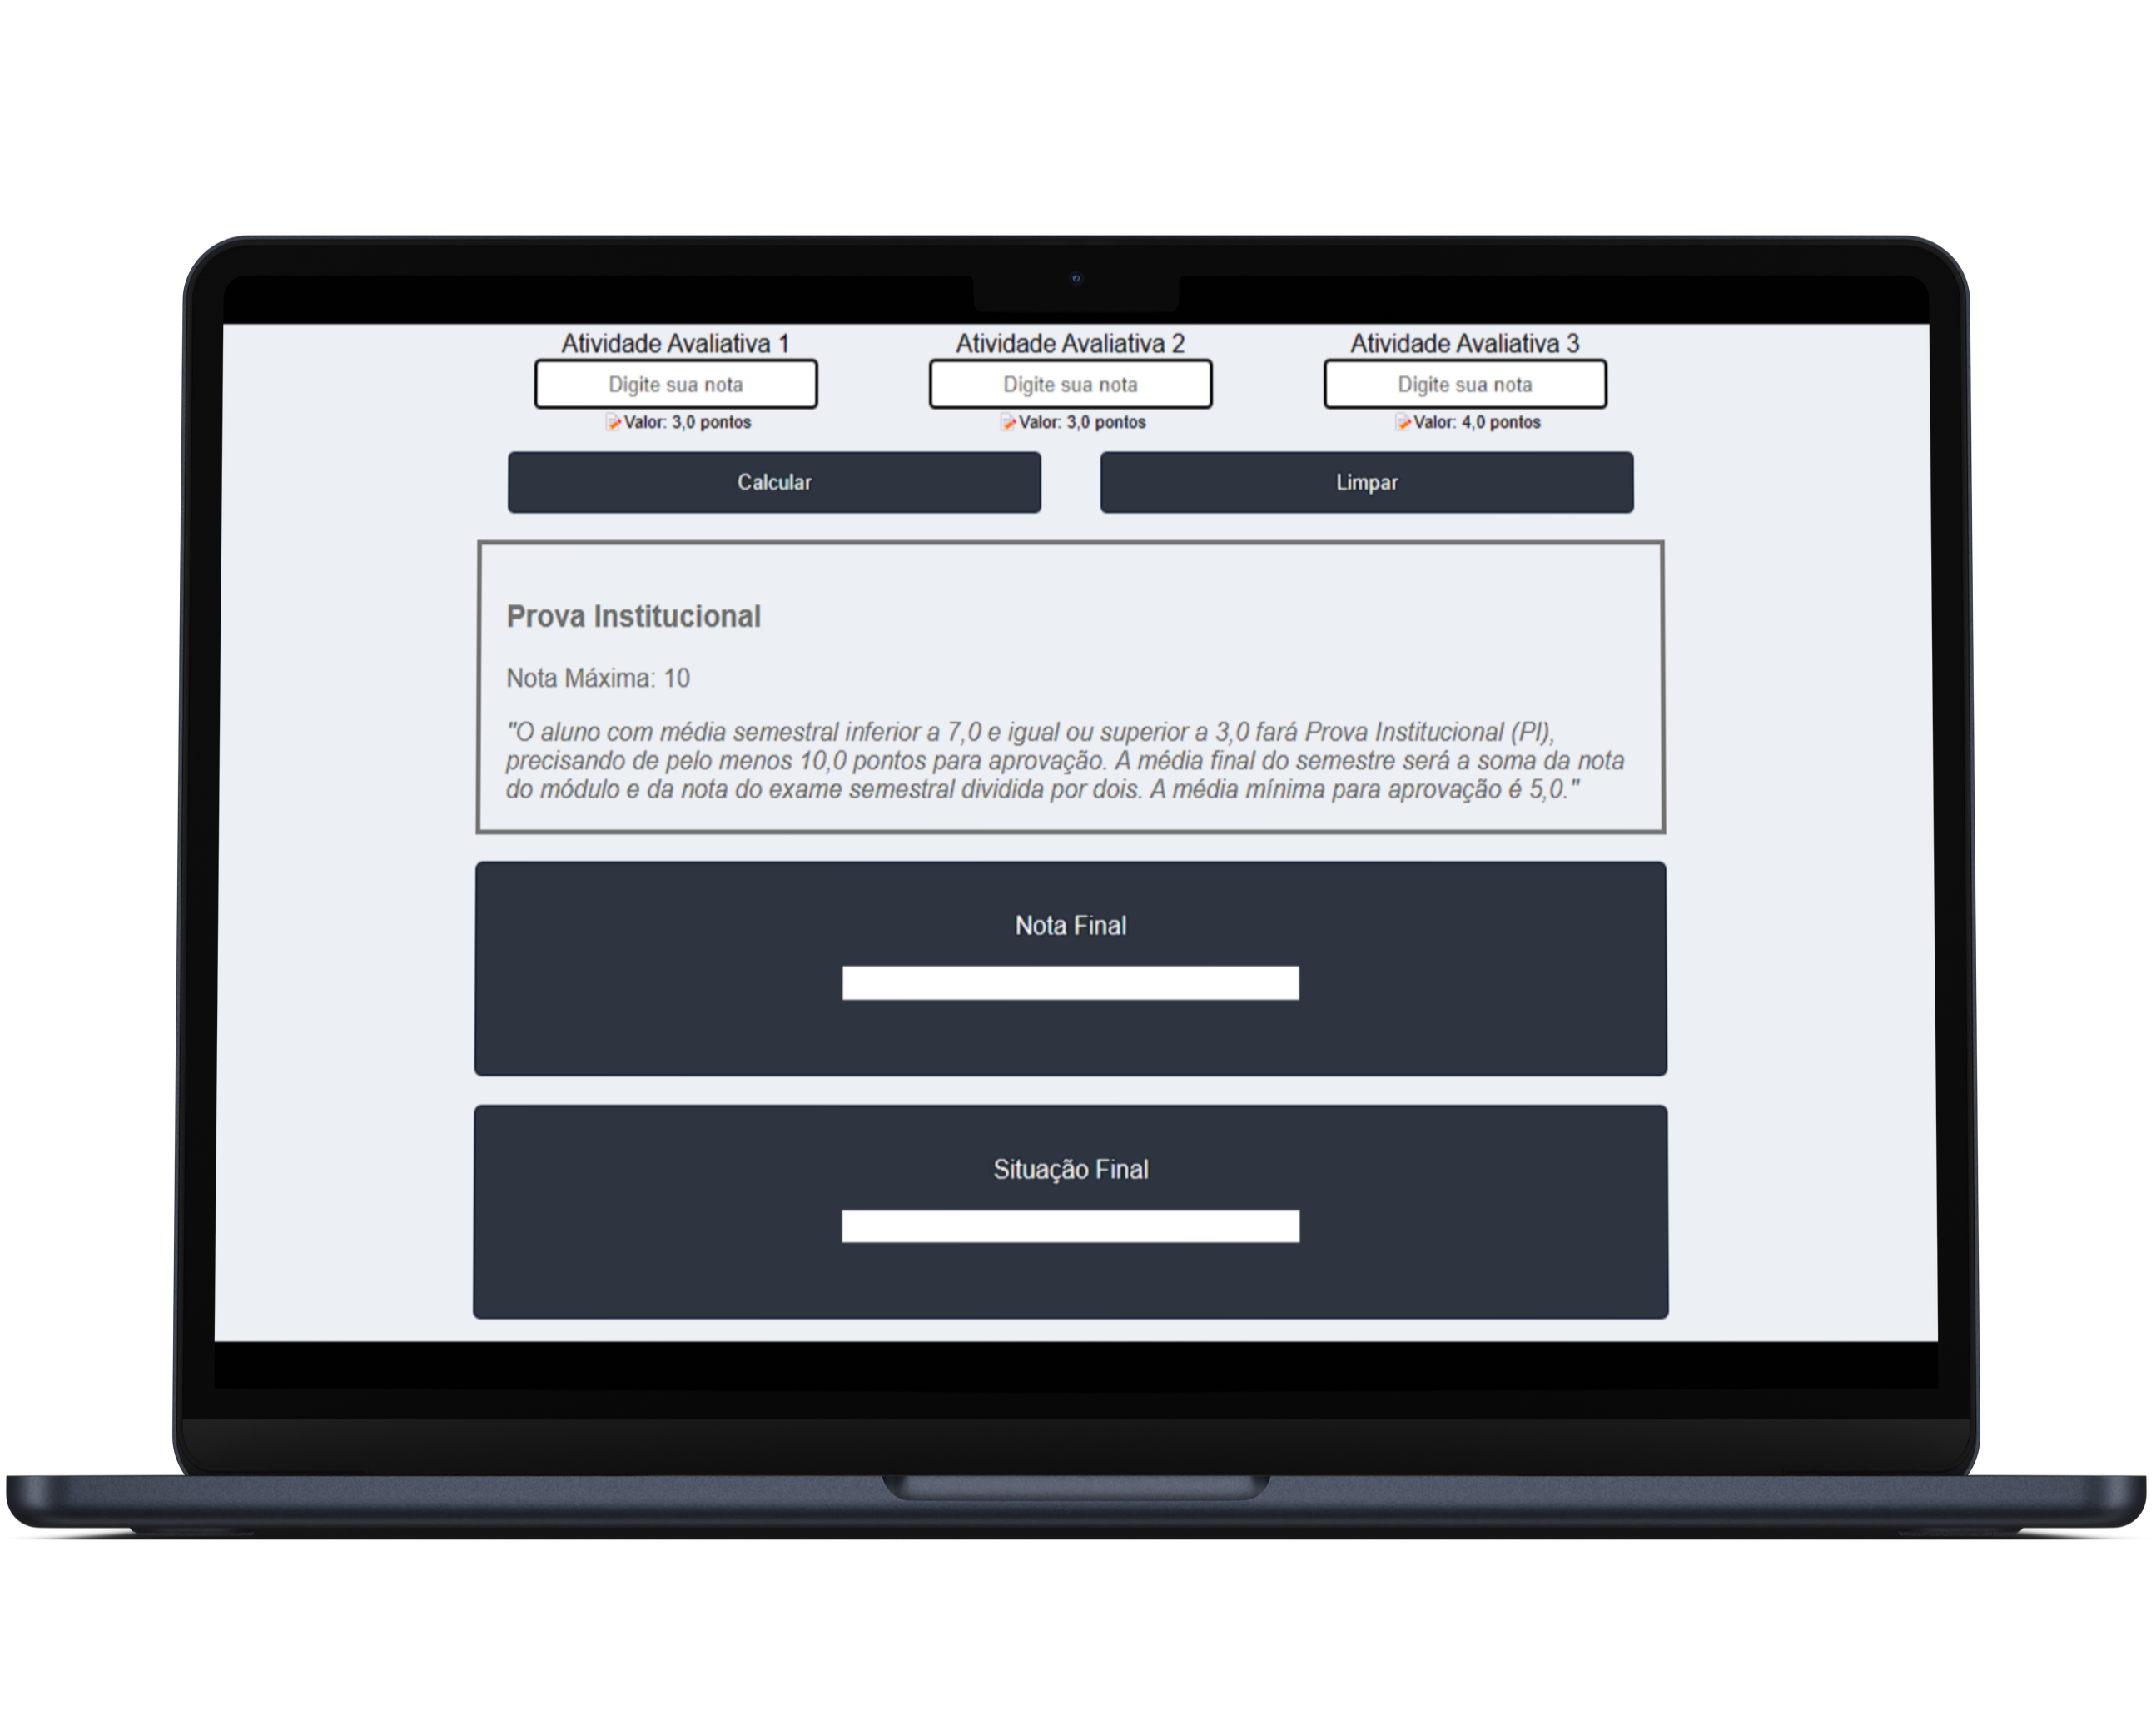 Atividade Avaliativa 1 Atividade Avaliativa 2 Atividade Avaliativa 3
Digite sua nota Digite sua nota Digite sua nota
Valor: 3,0 pontos Valor: 3,0 pontos Valor: 4,0 pontos
Calcular Limpar
Prova Institucional
Nota Máxima: 10
"O aluno com média semestral inferior a 7,0 e igual ou superior a 3,0 fará Prova Institucional (PI),
precisando de pelo menos 10,0 pontos para aprovação. A média final do semestre será a soma da nota
do módulo e da nota do exame semestral dividida por dois. A média mínima para aprovação é 5,0."
Nota Final
Situação Final